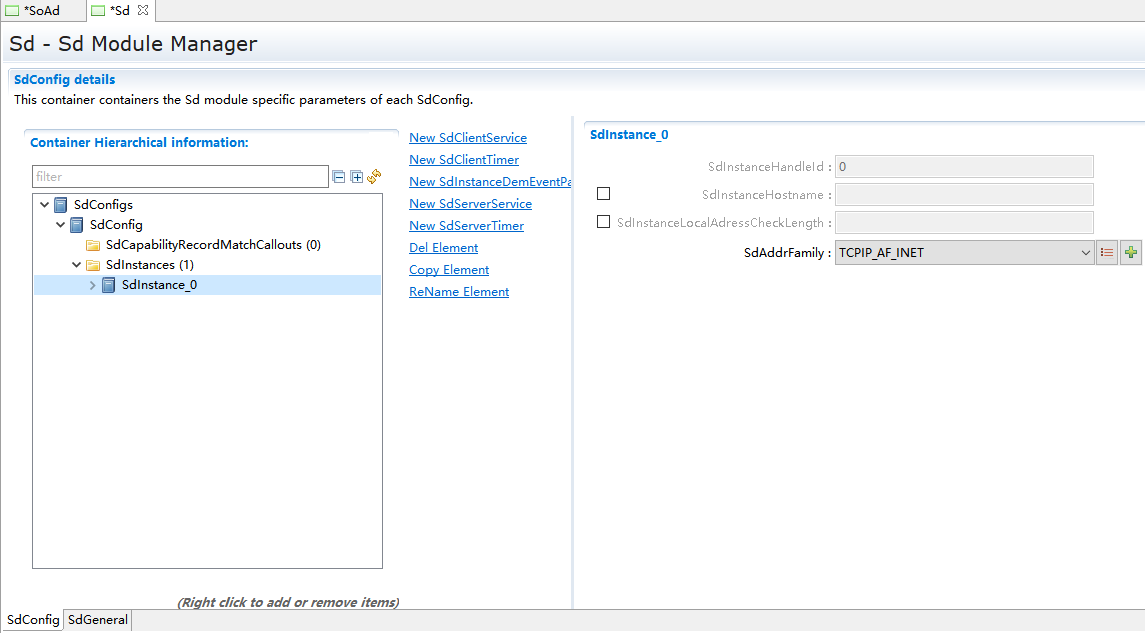 *SoAd
*Sd
Sd - Sd Module Manager
SdConfig details
This container containers the Sd module specific parameters of each SdConfig.
Container Hierarchical information:
filter
SdConfigs
SdConfig
SdCapabilityRecordMatchCallouts (0)
SdInstances (1)
SdInstance_0
New SdClientService
New SdClientTimer
New SdInstanceDemEventPa
New SdServerService
New SdServerTimer
Del Element
Copy Element
ReName Element
SdInstance_0
SdInstanceHandleId : 0
SdInstanceHostname :
SdInstanceLocalAdressCheckLength :
SdAddrFamily : TCPIP_AF_INET
(Right click to add or remove items)
SdConfig SdGeneral